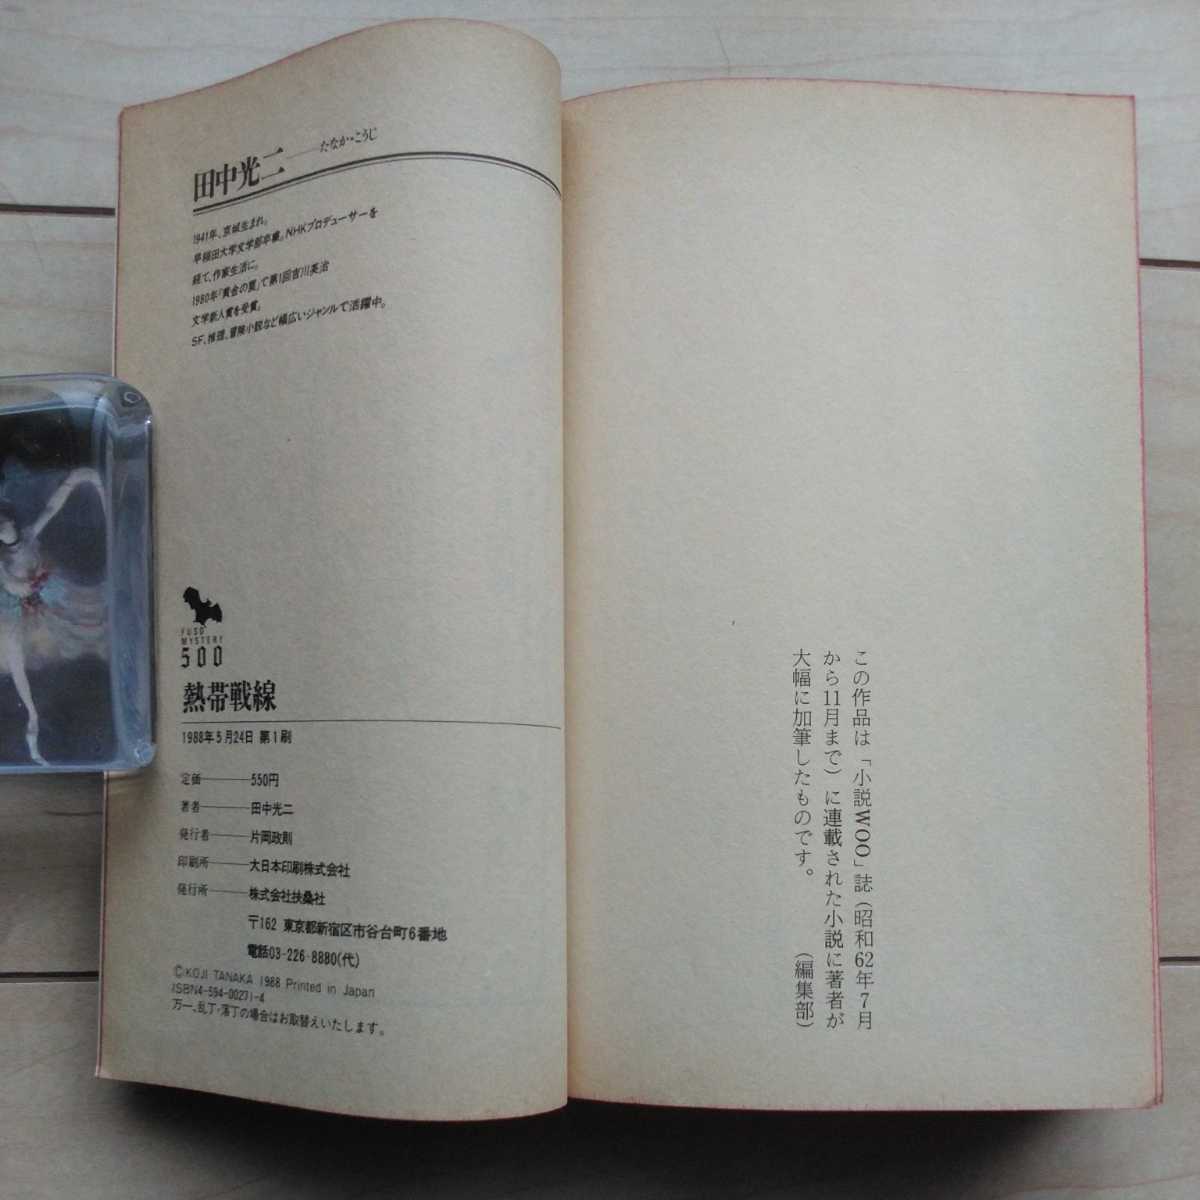 この作品は「小説WOO」誌（昭和62年7月
から11月まで）に連載された小説に著者が
大幅に加筆したものです。
（編集部）
田中光二――たなか・こうじ
1941年、京城生まれ。
早稲田大学文学部卒業。NHKプロデューサーを
経て、作家生活に。
1980年『黄金の罠』で第1回吉川英治
文学新人賞を受賞。
SF、推理、冒険小説など幅広いジャンルで活躍中。
FUSO
MYSTERY
500
熱帯戦線
1988年5月24日 第1刷
定価――550円
著者――田中光二
発行者――片岡政則
印刷所――大日本印刷株式会社
発行所――株式会社扶桑社
〒162 東京都新宿区市谷台町6番地
電話03-226-8880(代)
©KOJI TANAKA 1988 Printed in Japan
ISBN4-594-00271-4
万一、乱丁・落丁の場合はお取替えいたします。